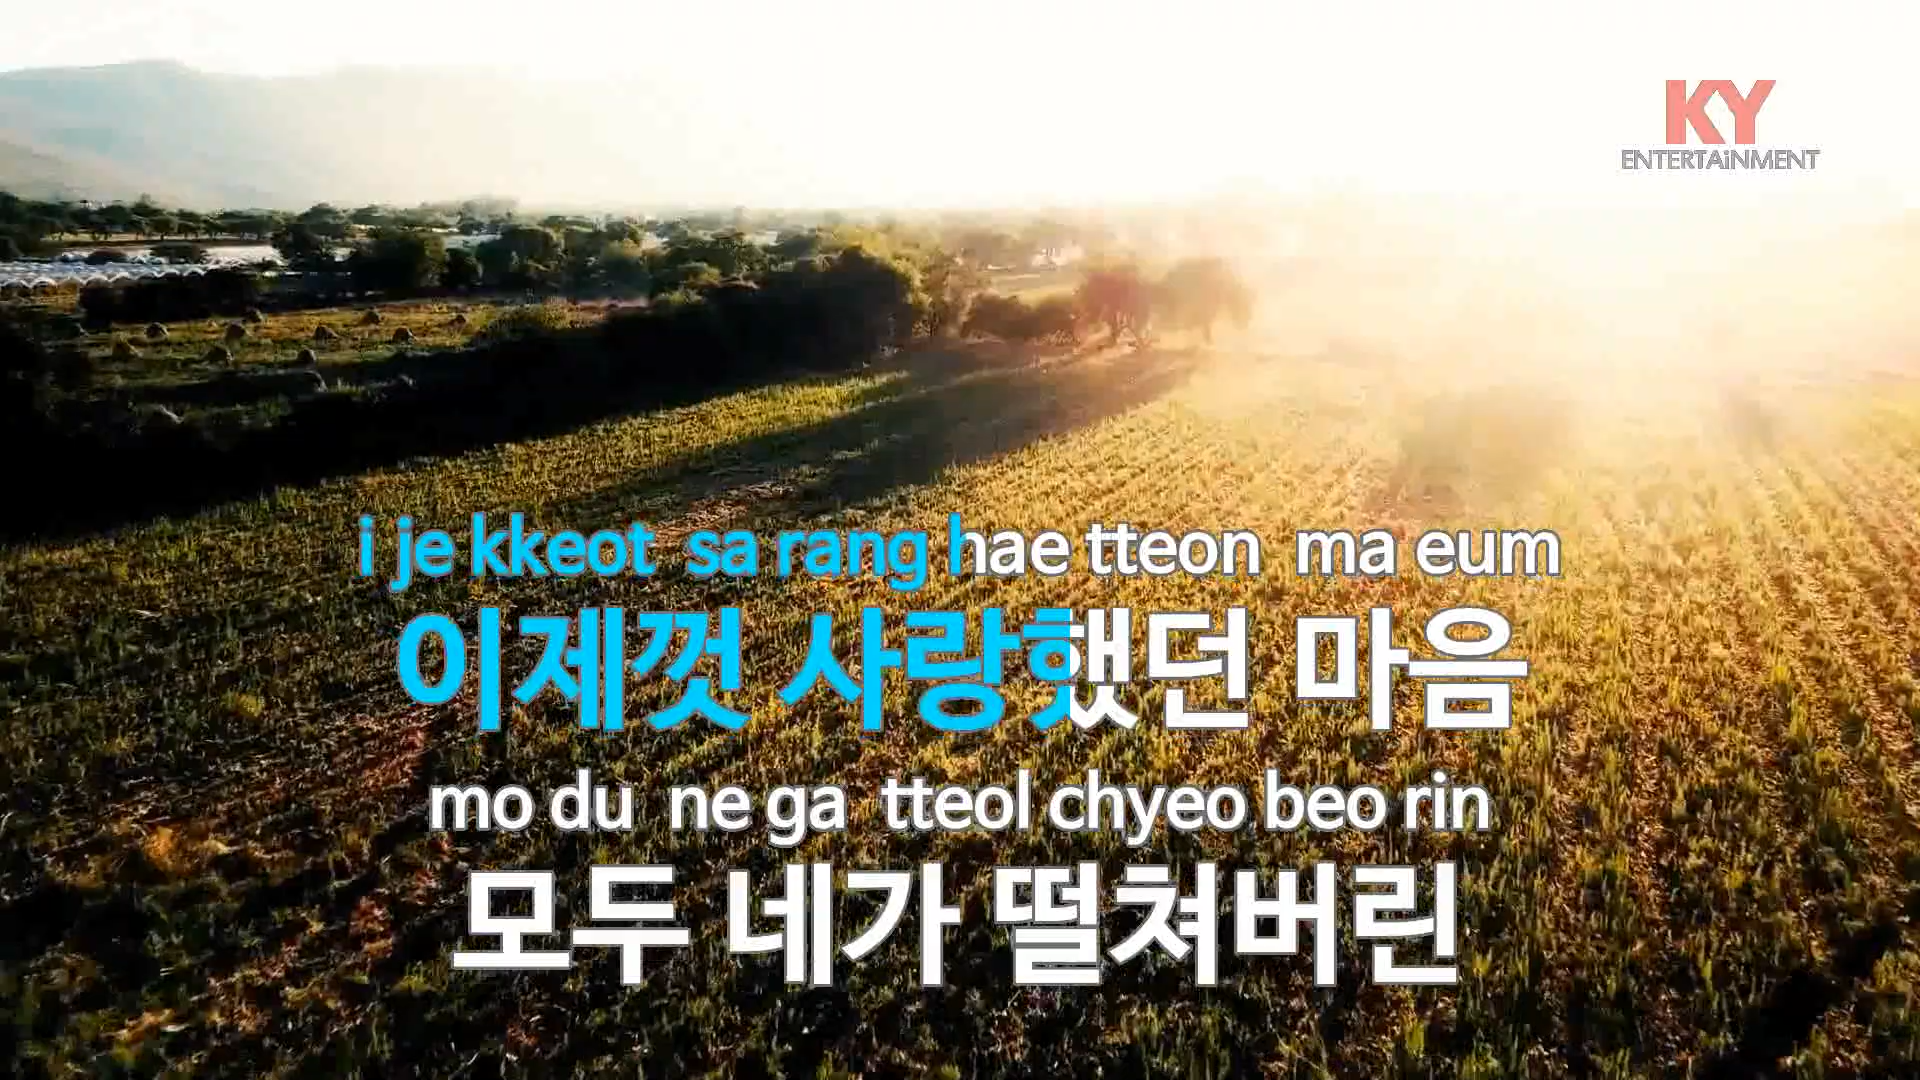 KY
ENTERTAiNMENT
i je kkeot sa rang hae tteon ma eum
이제껏 사랑했던 마음
mo du ne ga tteol chyeo beo rin
모두 네가 떨쳐버린